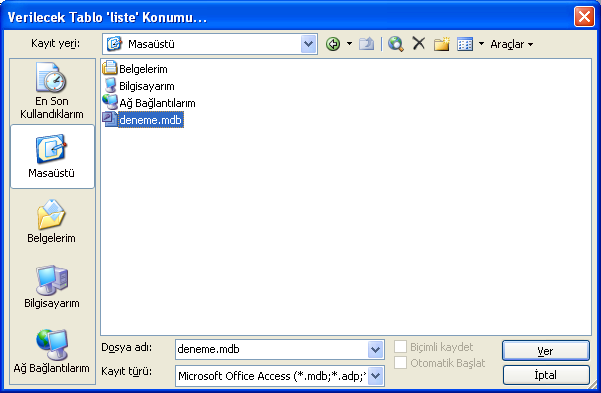 Verilecek Tablo 'liste' Konumu...
Kayıt yeri:
Masaüstü
Araçlar
En Son
Kullandıklarım
Masaüstü
Belgelerim
Bilgisayarım
Ağ Bağlantılarım
Belgelerim
Bilgisayarım
Ağ Bağlantılarım
deneme.mdb
Dosya adı:
deneme.mdb
Kayıt türü:
Microsoft Office Access (*.mdb;*.adp;*
Biçimli kaydet
Otomatik Başlat
Ver
İptal